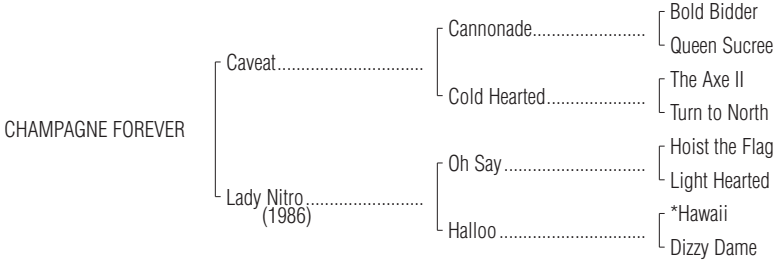 Bold Bidder
Cannonade..........................
Queen Sucree
Caveat.................................
The Axe II
Cold Hearted......................
Turn to North
CHAMPAGNE FOREVER
Hoist the Flag
Oh Say ................................
Light Hearted
Lady Nitro...........................
(1986)
*Hawaii
Halloo .................................
Dizzy Dame